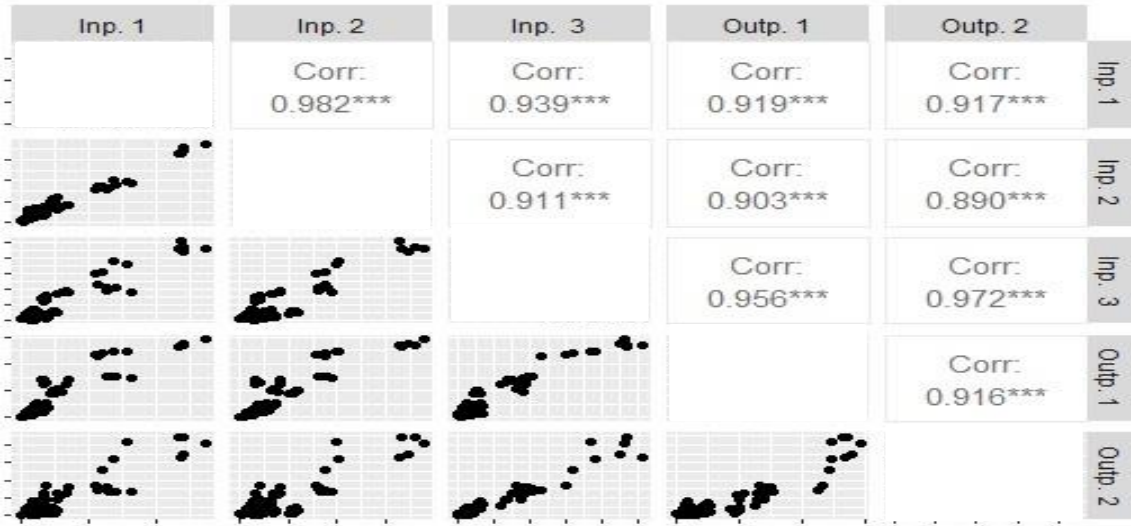 Inp. 1 Inp. 2 Inp. 3 Outp. 1 Outp. 2
Corr: Corr: Corr: Corr:
0.982*** 0.939*** 0.919*** 0.917***
Inp. 1
Corr: Corr: Corr:
0.911*** 0.903*** 0.890***
Inp. 2
Corr: Corr:
0.956*** 0.972***
Inp. 3
Corr:
0.916***
Outp. 1
Outp. 2